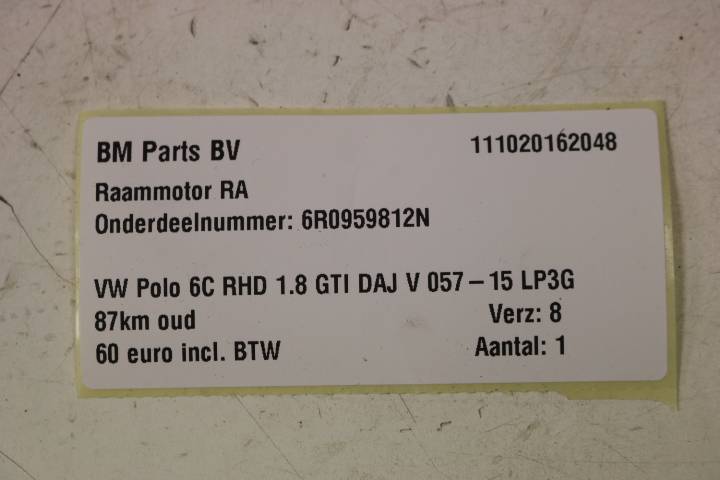 BM Parts BV 111020162048
Raammotor RA
Onderdeelnummer: 6R0959812N
VW Polo 6C RHD 1.8 GTI DAJ V 057 – 15 LP3G
87km oud Verz: 8
60 euro incl. BTW Aantal: 1